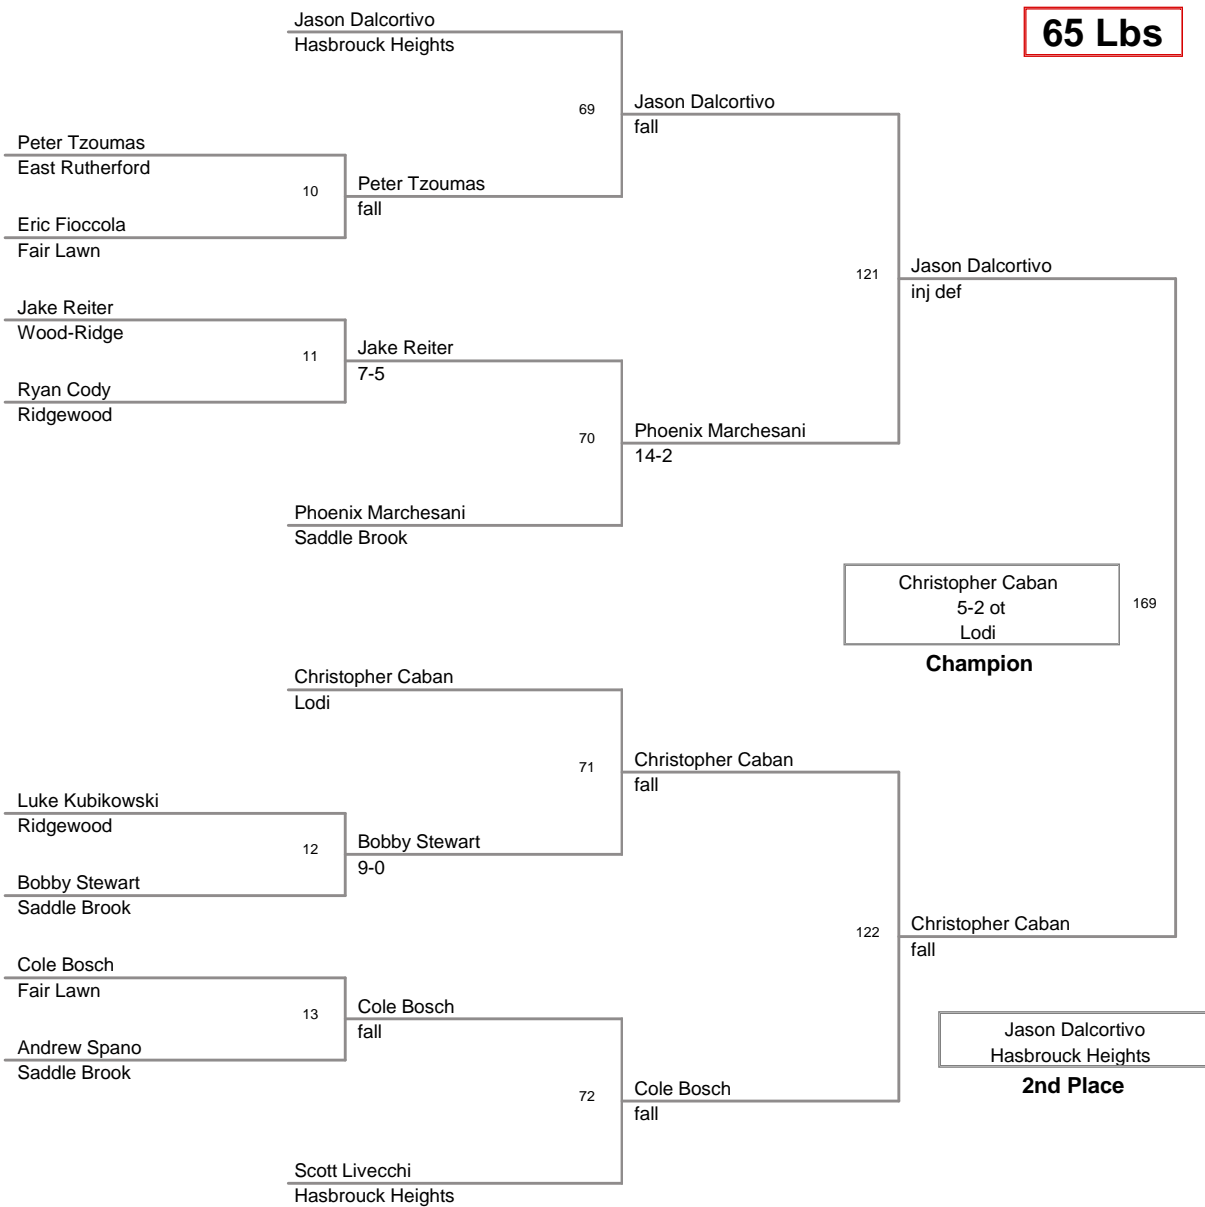 Jason Dalcortivo
Hasbrouck Heights
65 Lbs
69
Jason Dalcortivo
fall
Peter Tzoumas
East Rutherford
10
Peter Tzoumas
fall
Eric Fioccola
Fair Lawn
121
Jason Dalcortivo
inj def
Jake Reiter
Wood-Ridge
11
Jake Reiter
7-5
Ryan Cody
Ridgewood
70
Phoenix Marchesani
14-2
Phoenix Marchesani
Saddle Brook
Christopher Caban
5-2 ot
Lodi
169
Champion
Christopher Caban
Lodi
71
Christopher Caban
fall
Luke Kubikowski
Ridgewood
12
Bobby Stewart
9-0
Bobby Stewart
Saddle Brook
122
Christopher Caban
fall
Cole Bosch
Fair Lawn
13
Cole Bosch
fall
Andrew Spano
Saddle Brook
Jason Dalcortivo
Hasbrouck Heights
2nd Place
72
Cole Bosch
fall
Scott Livecchi
Hasbrouck Heights